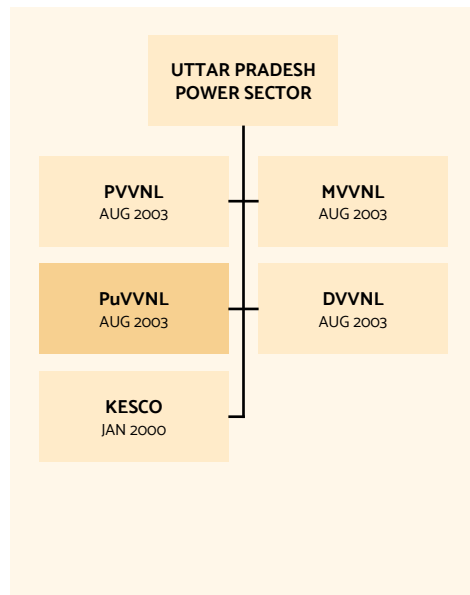 UTTAR PRADESH
POWER SECTOR
PVVNL
AUG 2003
MVVNL
AUG 2003
PuVVNL
AUG 2003
DVVNL
AUG 2003
KESCO
JAN 2000